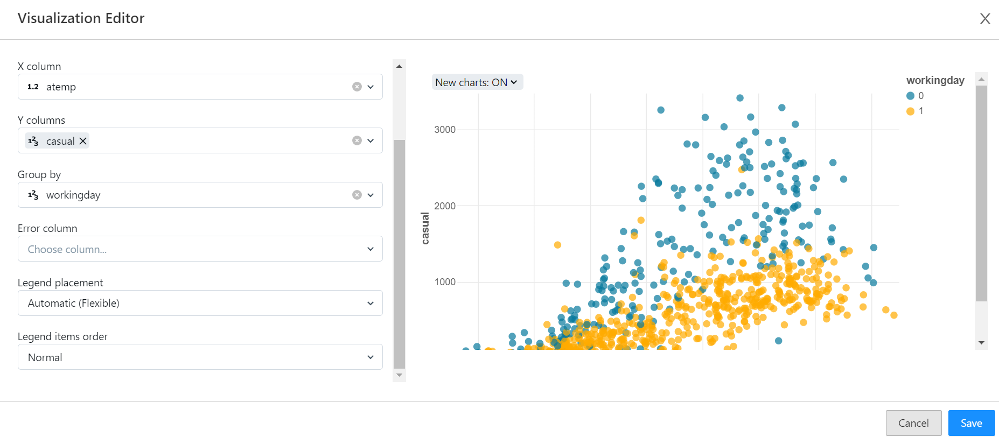 Visualization Editor
X column
1.2 atemp
Y columns
123 casual
Group by
123 workingday
Error column
Choose column...
Legend placement
Automatic (Flexible)
Legend items order
Normal
New charts: ON
3000
2000
1000
casual
workingday
0
1
Cancel
Save